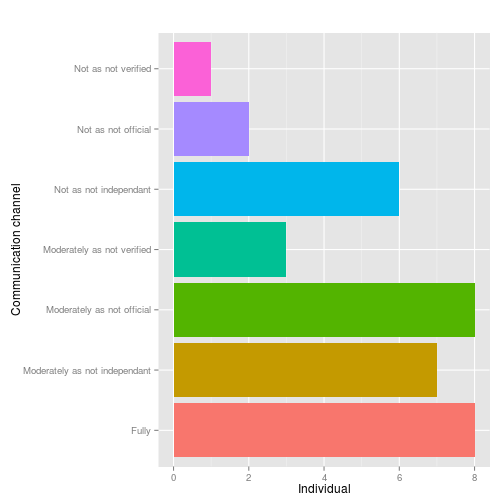 Communication channel
Not as not verified
Not as not official
Not as not independant
Moderately as not verified
Moderately as not official
Moderately as not independant
Fully
0 2 4 6 8
Individual